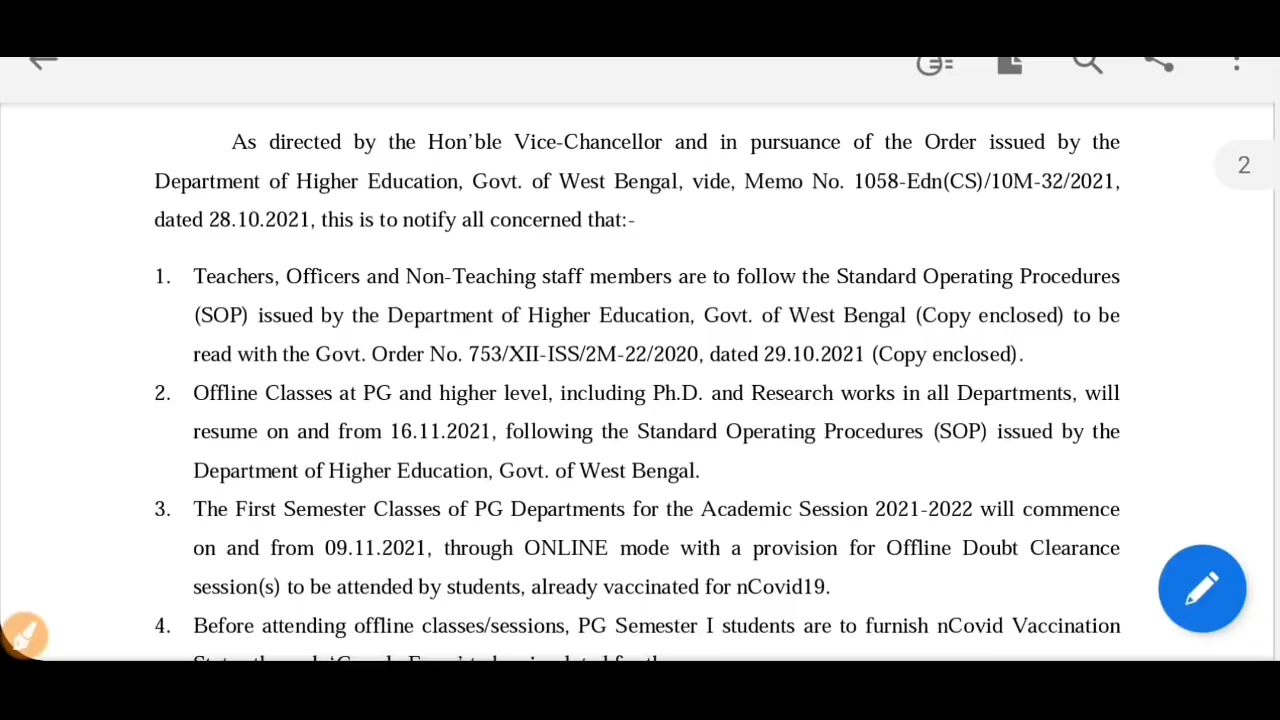 As directed by the Hon’ble Vice-Chancellor and in pursuance of the Order issued by the
2
Department of Higher Education, Govt. of West Bengal, vide, Memo No. 1058-Edn(CS)/10M-32/2021,
dated 28.10.2021, this is to notify all concerned that:-
1. Teachers, Officers and Non-Teaching staff members are to follow the Standard Operating Procedures
(SOP) issued by the Department of Higher Education, Govt. of West Bengal (Copy enclosed) to be
read with the Govt. Order No. 753/XII-ISS/2M-22/2020, dated 29.10.2021 (Copy enclosed).
2. Offline Classes at PG and higher level, including Ph.D. and Research works in all Departments, will
resume on and from 16.11.2021, following the Standard Operating Procedures (SOP) issued by the
Department of Higher Education, Govt. of West Bengal.
3. The First Semester Classes of PG Departments for the Academic Session 2021-2022 will commence
on and from 09.11.2021, through ONLINE mode with a provision for Offline Doubt Clearance
session(s) to be attended by students, already vaccinated for nCovid19.
4. Before attending offline classes/sessions, PG Semester I students are to furnish nCovid Vaccination